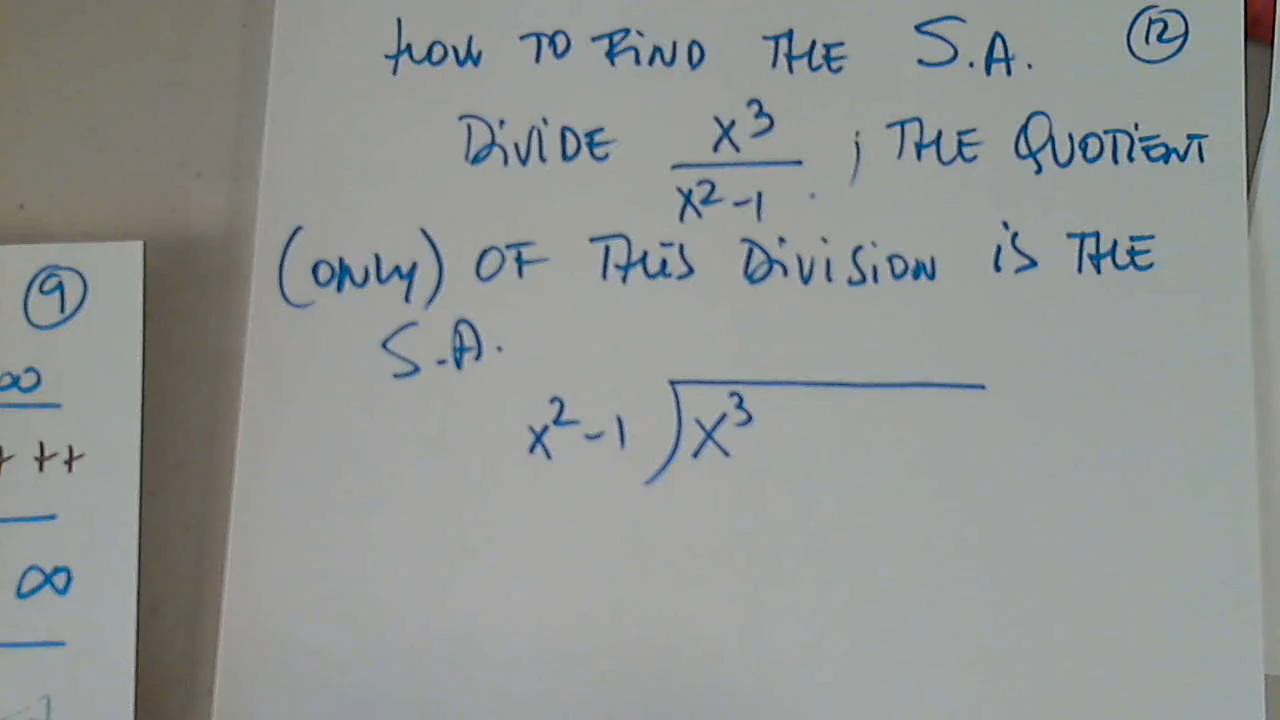 How TO FIND THE S.A. 12
DIVIDE x³/x²-1 ; THE QUOTIENT
(ONLY) OF THIS DIVISION IS THE
S.A.
x²-1 ) x³
9
∞
+ ++
∞